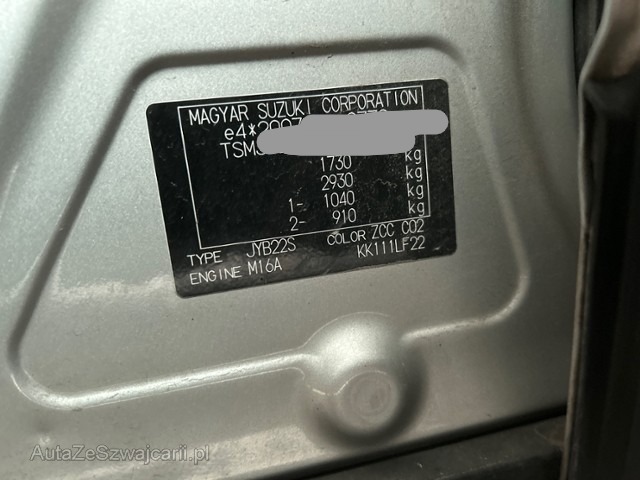 MAGYAR SUZUKI CORPORATION
1730 kg
2930 kg
1- 1040 kg
2- 910 kg
TYPE JYB22S COLOR ZCC C02
ENGINE M16A KK111LF22
AutaZeSzwajcarii.pl